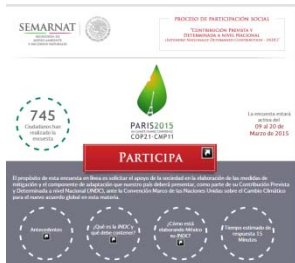 SEMARNAT
SECRETARÍA DE
MEDIO AMBIENTE
Y RECURSOS NATURALES
PROCESO DE PARTICIPACIÓN SOCIAL
"CONTRIBUCIÓN PREVISTA Y
DETERMINADA A NIVEL NACIONAL
745
Ciudadanos han
realizado la
encuesta
PARIS2015
COP21·CMP11
La encuesta estará
activa del
09 al 20 de
Marzo de 2015
PARTICIPA
El propósito de esta encuesta en línea es solicitar el apoyo de la sociedad en la elaboración de las medidas de
mitigación y el componente de adaptación que nuestro país deberá presentar, como parte de su Contribución Prevista
y Determinada a nivel Nacional (INDC), ante la Convención Marco de las Naciones Unidas sobre el Cambio Climático
para el nuevo acuerdo global en esta materia.
Antecedentes
¿Qué es la INDC y
qué debe contener?
¿Cómo está
elaborando México
su INDC?
Tiempo estimado de
respuesta 15
Minutos